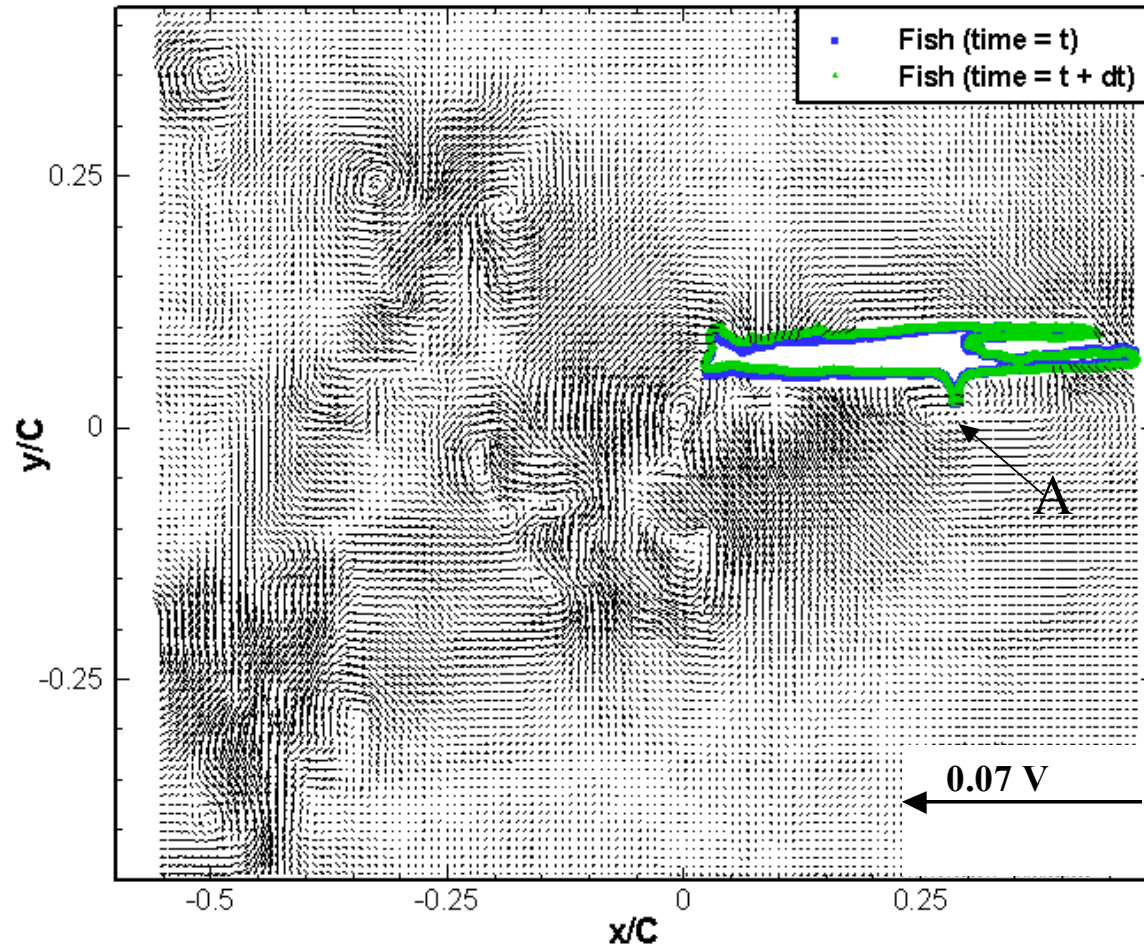 Fish (time = t)
Fish (time = t + dt)
0.25
0
-0.25
y/C
A
0.07 V
-0.5
-0.25
0
0.25
x/C